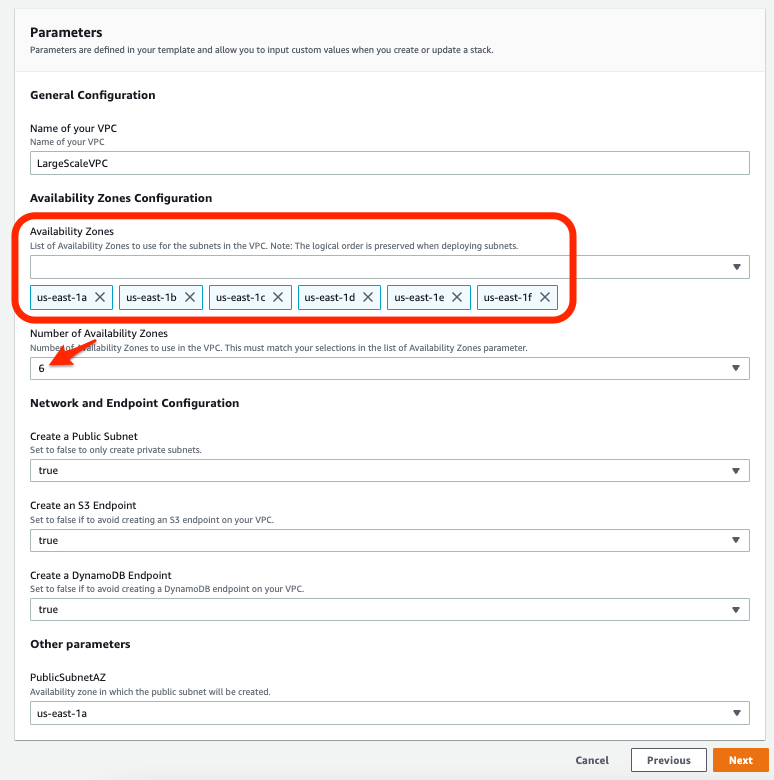 Parameters
Parameters are defined in your template and allow you to input custom values when you create or update a stack.
General Configuration
Name of your VPC
Name of your VPC
LargeScaleVPC
Availability Zones Configuration
Availability Zones
List of Availability Zones to use for the subnets in the VPC. Note: The logical order is preserved when deploying subnets.
us-east-1a us-east-1b us-east-1c us-east-1d us-east-1e us-east-1f
Number of Availability Zones
Number of Availability Zones to use in the VPC. This must match your selections in the list of Availability Zones parameter.
6
Network and Endpoint Configuration
Create a Public Subnet
Set to false to only create private subnets.
true
Create an S3 Endpoint
Set to false if to avoid creating an S3 endpoint on your VPC.
true
Create a DynamoDB Endpoint
Set to false if to avoid creating a DynamoDB endpoint on your VPC.
true
Other parameters
PublicSubnetAZ
Availability zone in which the public subnet will be created.
us-east-1a
Cancel Previous Next